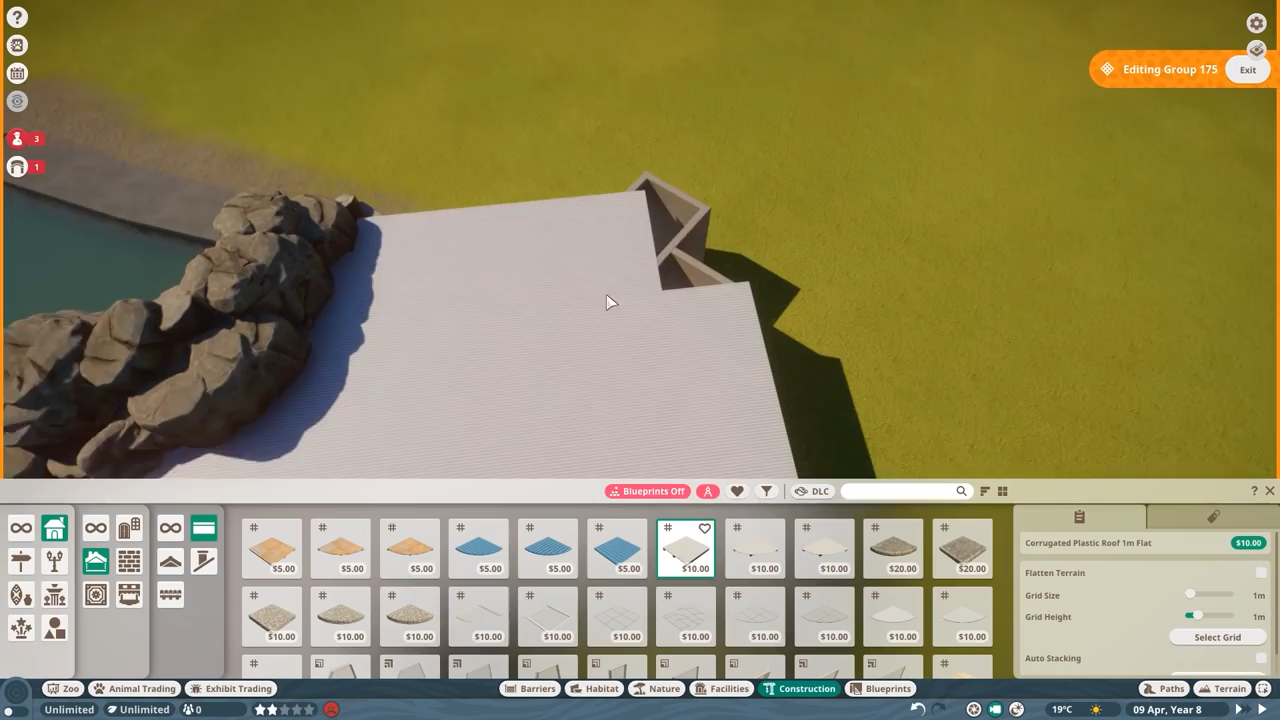 ?
Editing Group 175
Exit
3
1
Blueprints Off
DLC
?
$5.00
$5.00
$5.00
$5.00
$5.00
$5.00
$10.00
$10.00
$10.00
$20.00
$20.00
$10.00
$10.00
$10.00
$10.00
$10.00
$10.00
$10.00
$10.00
$10.00
$10.00
$10.00
Corrugated Plastic Roof 1m Flat
$10.00
Flatten Terrain
Grid Size
1m
Grid Height
1m
Select Grid
Auto Stacking
Zoo
Animal Trading
Exhibit Trading
Barriers
Habitat
Nature
Facilities
Construction
Blueprints
Paths
Terrain
Unlimited
Unlimited
0
19°C
09 Apr, Year 8